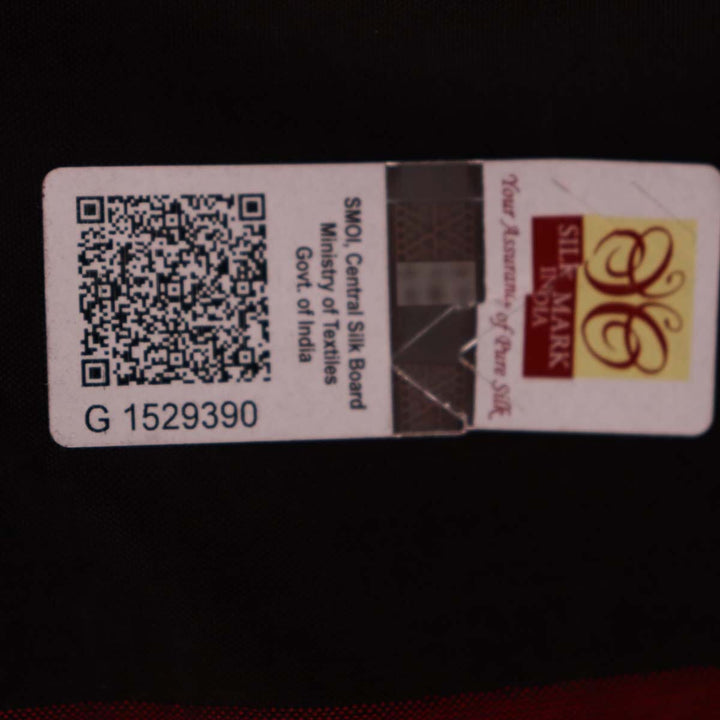 G 1529390
SMOI, Central Silk Board
Ministry of Textiles
Govt. of India
Your Assurance of Pure Silk
SILK MARK
INDIA